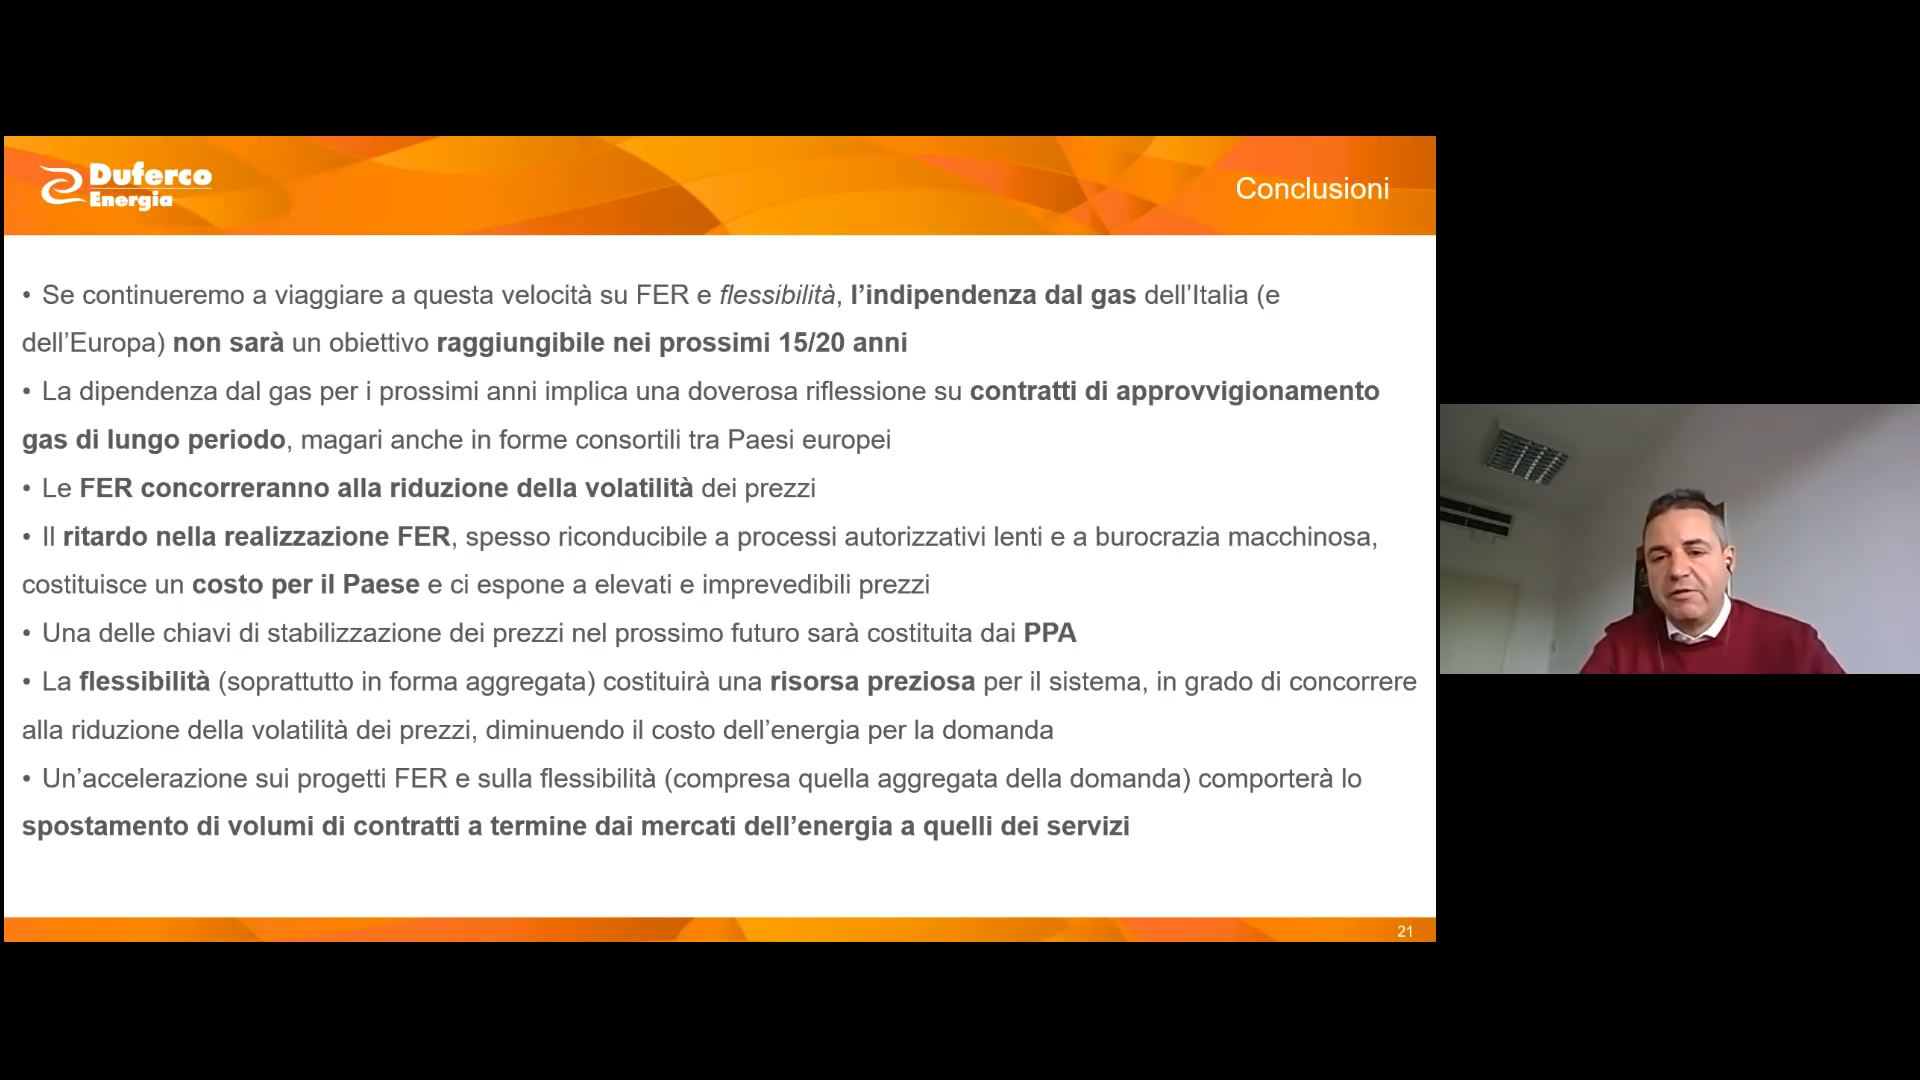 Duferco
Energia
Conclusioni
• Se continueremo a viaggiare a questa velocità su FER e flessibilità, l’indipendenza dal gas dell’Italia (e
dell’Europa) non sarà un obiettivo raggiungibile nei prossimi 15/20 anni
• La dipendenza dal gas per i prossimi anni implica una doverosa riflessione su contratti di approvvigionamento
gas di lungo periodo, magari anche in forme consortili tra Paesi europei
• Le FER concorreranno alla riduzione della volatilità dei prezzi
• Il ritardo nella realizzazione FER, spesso riconducibile a processi autorizzativi lenti e a burocrazia macchinosa,
costituisce un costo per il Paese e ci espone a elevati e imprevedibili prezzi
• Una delle chiavi di stabilizzazione dei prezzi nel prossimo futuro sarà costituita dai PPA
• La flessibilità (soprattutto in forma aggregata) costituirà una risorsa preziosa per il sistema, in grado di concorrere
alla riduzione della volatilità dei prezzi, diminuendo il costo dell’energia per la domanda
• Un’accelerazione sui progetti FER e sulla flessibilità (compresa quella aggregata della domanda) comporterà lo
spostamento di volumi di contratti a termine dai mercati dell’energia a quelli dei servizi
21